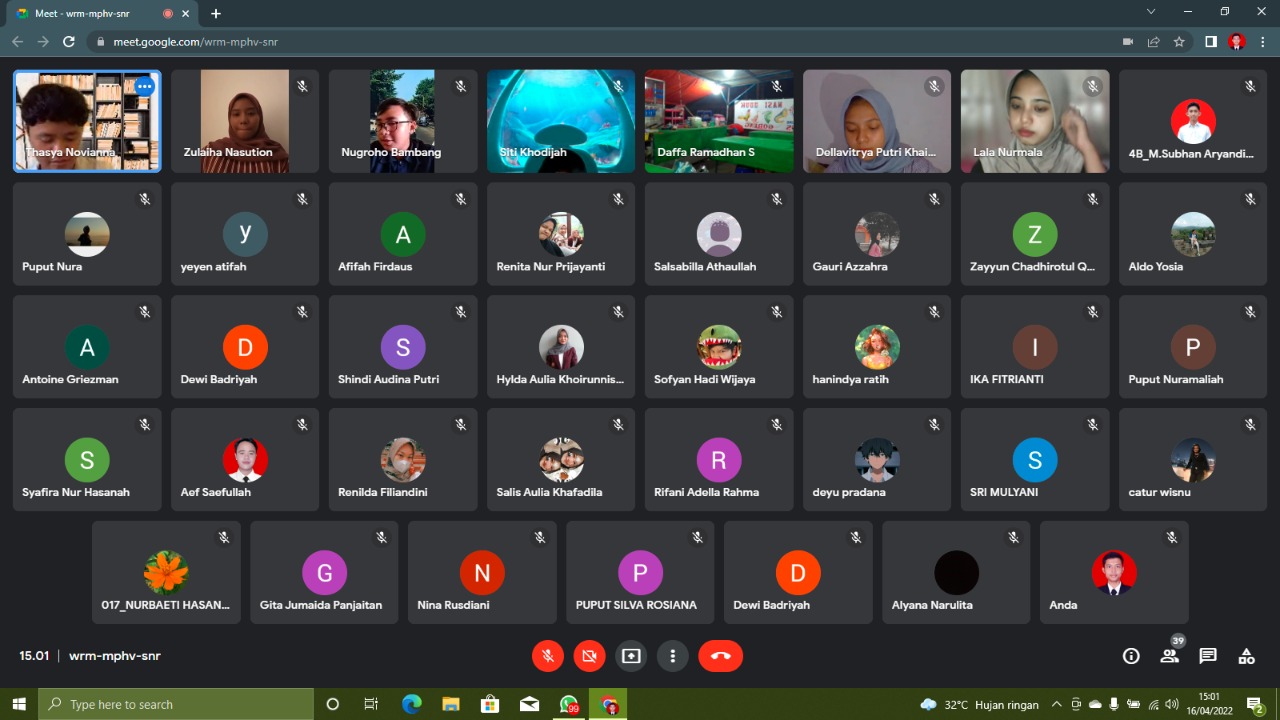 Meet - wrm-mphv-snr
meet.google.com/wrm-mphv-snr
Thasya Novianna
Zulaiha Nasution
Nugroho Bambang
Siti Khodijah
Daffa Ramadhan S
Dellavitrya Putri Khai...
Lala Nurmala
4B_M.Subhan Aryandi...
Puput Nura
y
yeyen atifah
A
Afifah Firdaus
Renita Nur Prijayanti
Salsabilla Athaullah
Gauri Azzahra
Z
Zayyun Chadhirotul Q...
Aldo Yosia
A
Antoine Griezman
D
Dewi Badriyah
S
Shindi Audina Putri
Hylda Aulia Khoirunnis...
Sofyan Hadi Wijaya
hanindya ratih
I
IKA FITRIANTI
P
Puput Nuramaliah
S
Syafira Nur Hasanah
Aef Saefullah
Renilda Filiandini
Salis Aulia Khafadila
R
Rifani Adella Rahma
deyu pradana
S
SRI MULYANI
catur wisnu
017_NURBAETI HASAN...
G
Gita Jumaida Panjaitan
N
Nina Rusdiani
P
PUPUT SILVA ROSIANA
D
Dewi Badriyah
Alyana Narulita
Anda
15.01 | wrm-mphv-snr
39
Type here to search
99
32°C Hujan ringan
15:01
16/04/2022
2